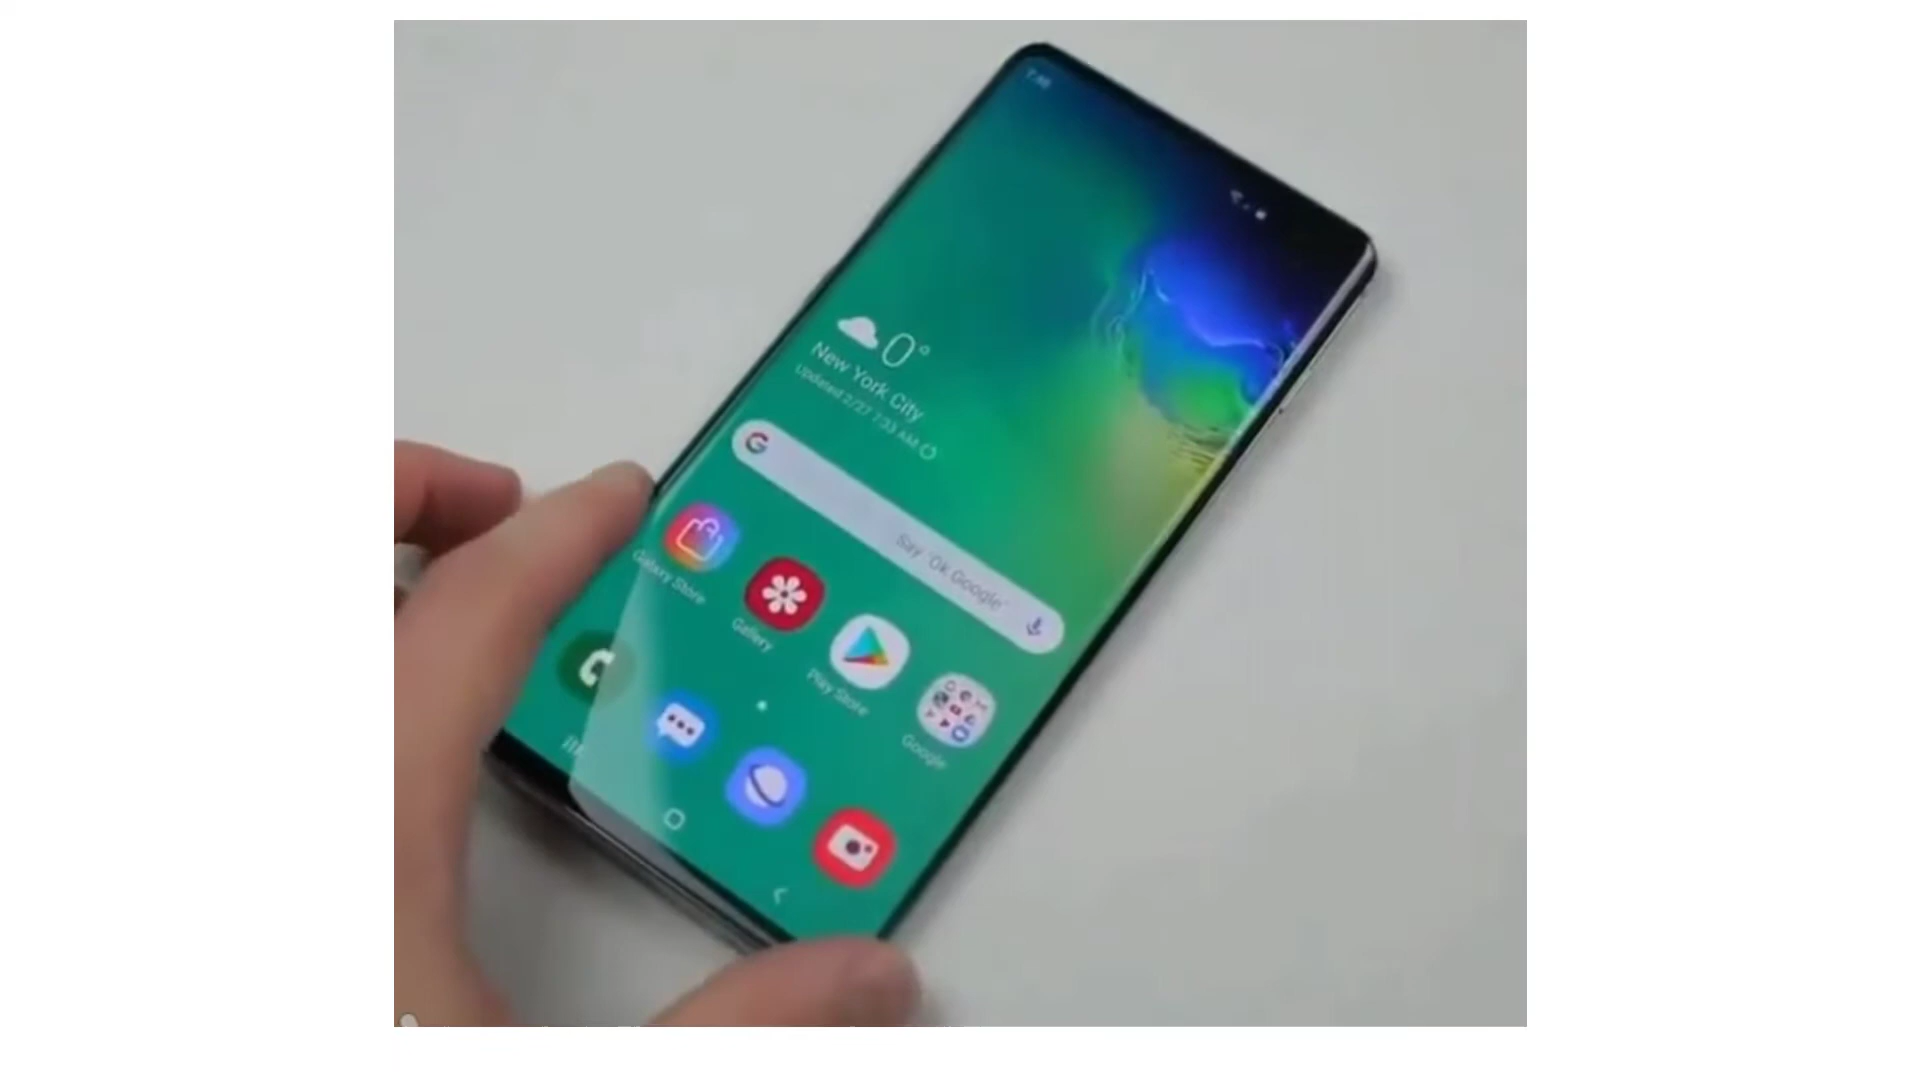 0°
New York City
Updated 2/27 7:33 AM
Say "Ok Google"
Galaxy Store
Gallery
Play Store
Google